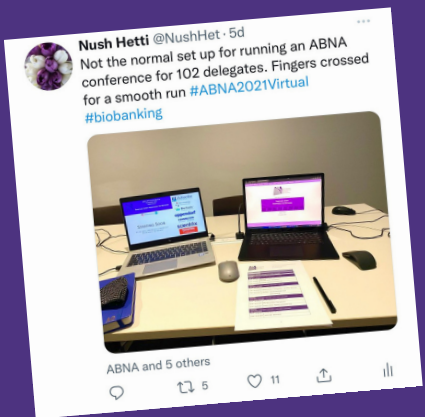 Nush Hetti @NushHet · 5d
Not the normal set up for running an ABNA
conference for 102 delegates. Fingers crossed
for a smooth run #ABNA2021Virtual
#biobanking
ABNA and 5 others
5
11